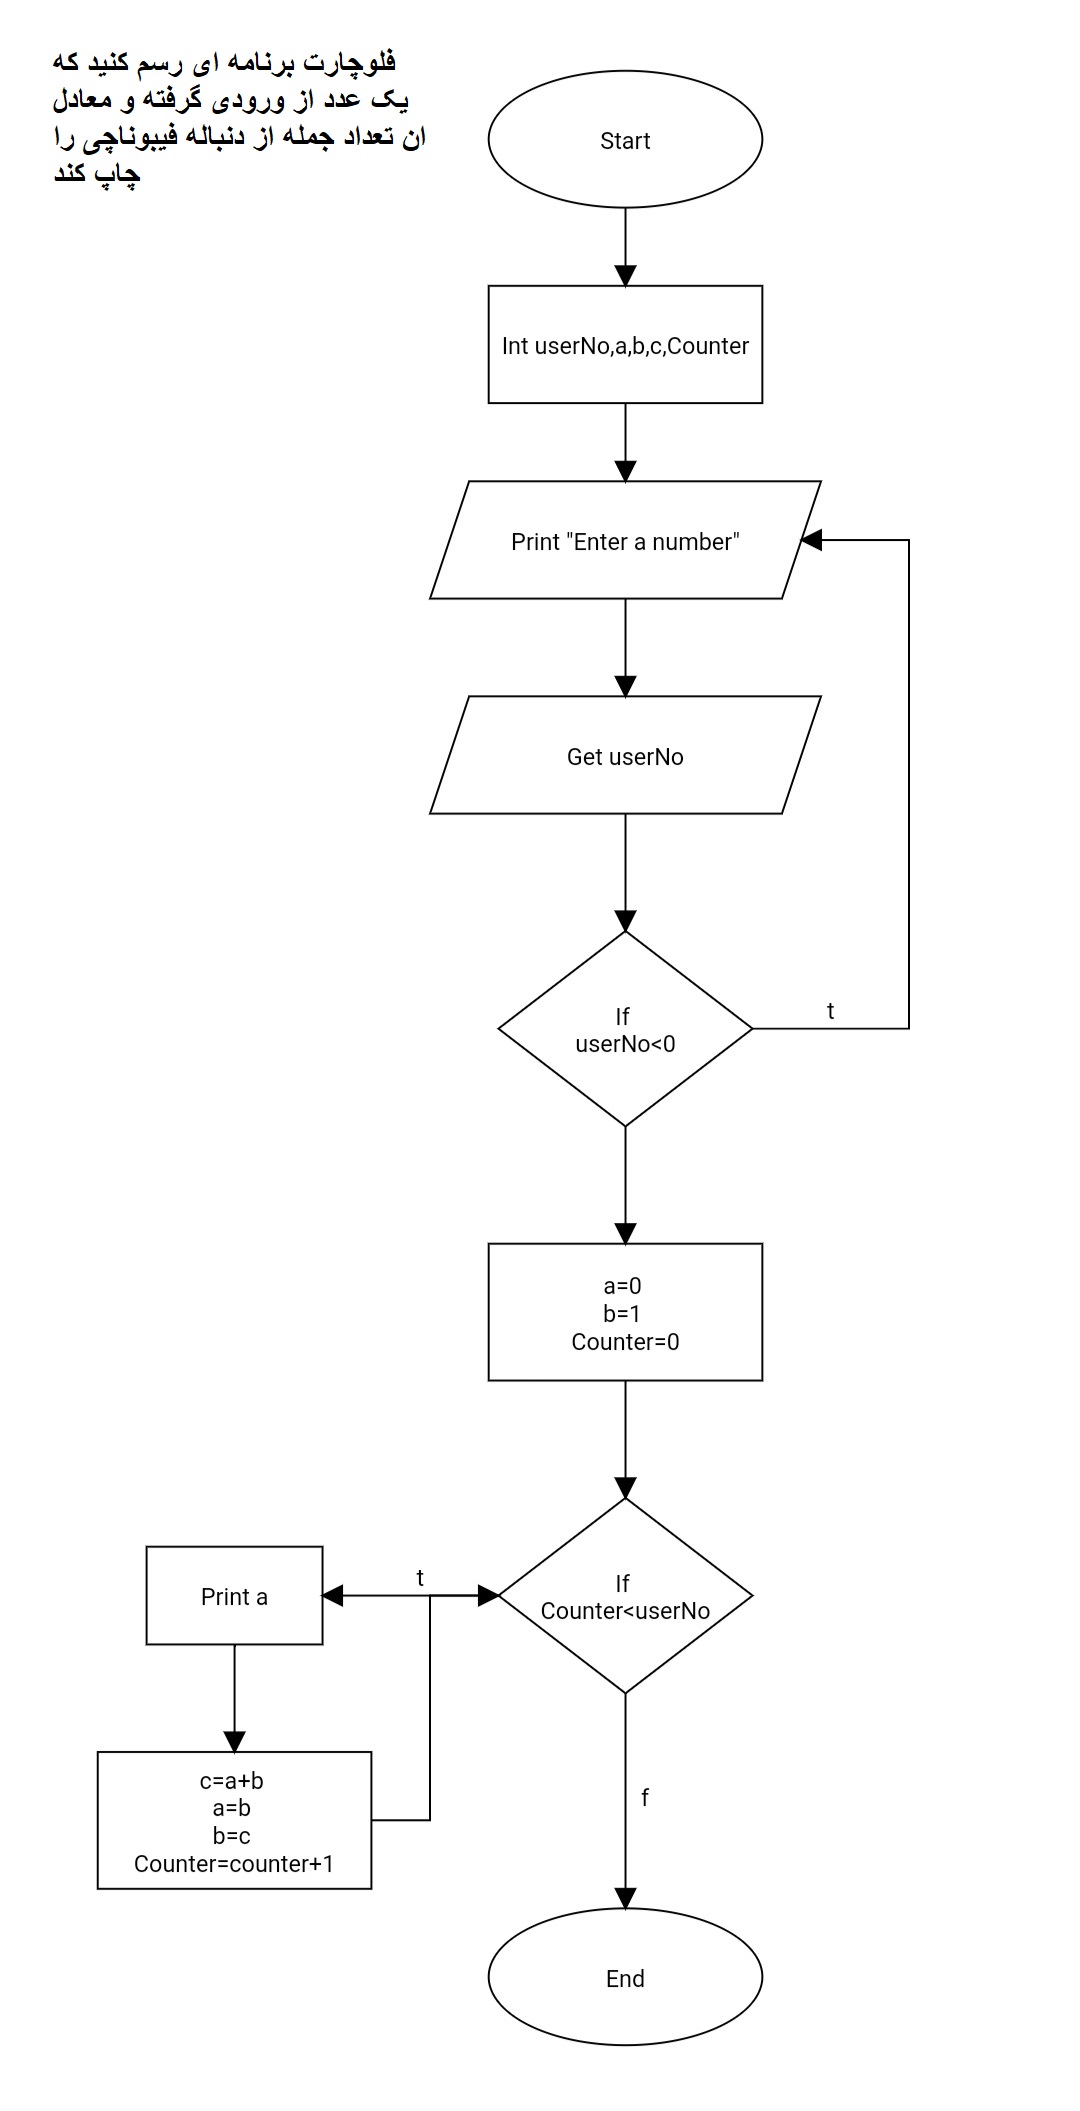 فلوچارت برنامه ای رسم کنید که
یک عدد از ورودی گرفته و معادل
ان تعداد جمله از دنباله فیبوناچی را
چاپ کند
Start
Int userNo,a,b,c,Counter
Print "Enter a number"
Get userNo
If
userNo<0
t
a=0
b=1
Counter=0
If
Counter<userNo
t
Print a
c=a+b
a=b
b=c
Counter=counter+1
f
End